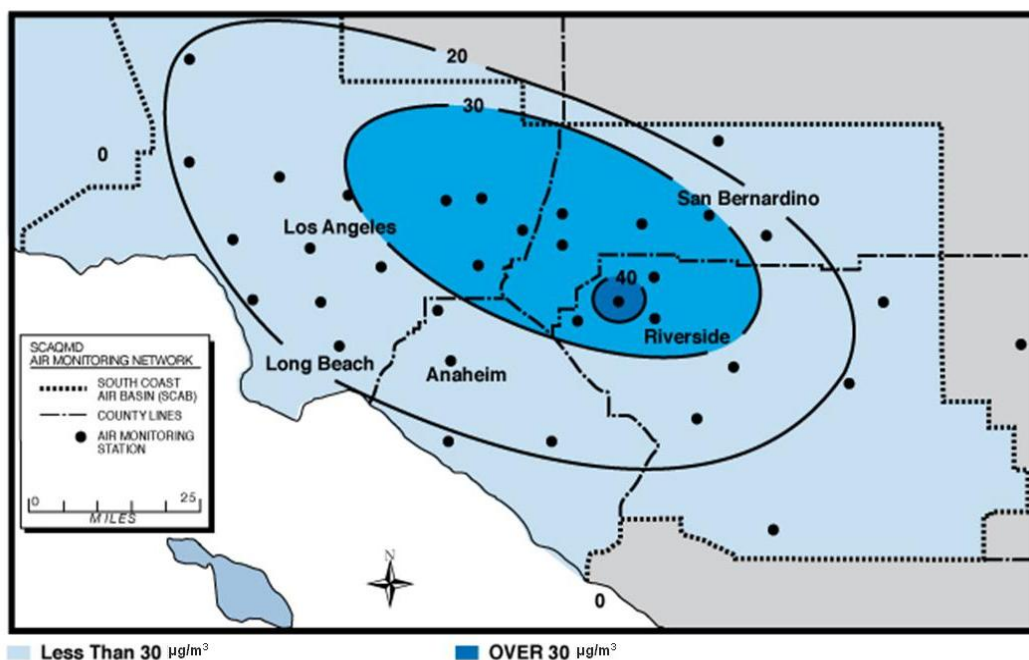 20
30
0
San Bernardino
Los Angeles
40
Riverside
Long Beach
Anaheim
SCAQMD
AIR MONITORING NETWORK
SOUTH COAST
AIR BASIN (SCAB)
COUNTY LINES
AIR MONITORING
STATION
0 25
MILES
N
0
Less Than 30 µg/m³
OVER 30 µg/m³